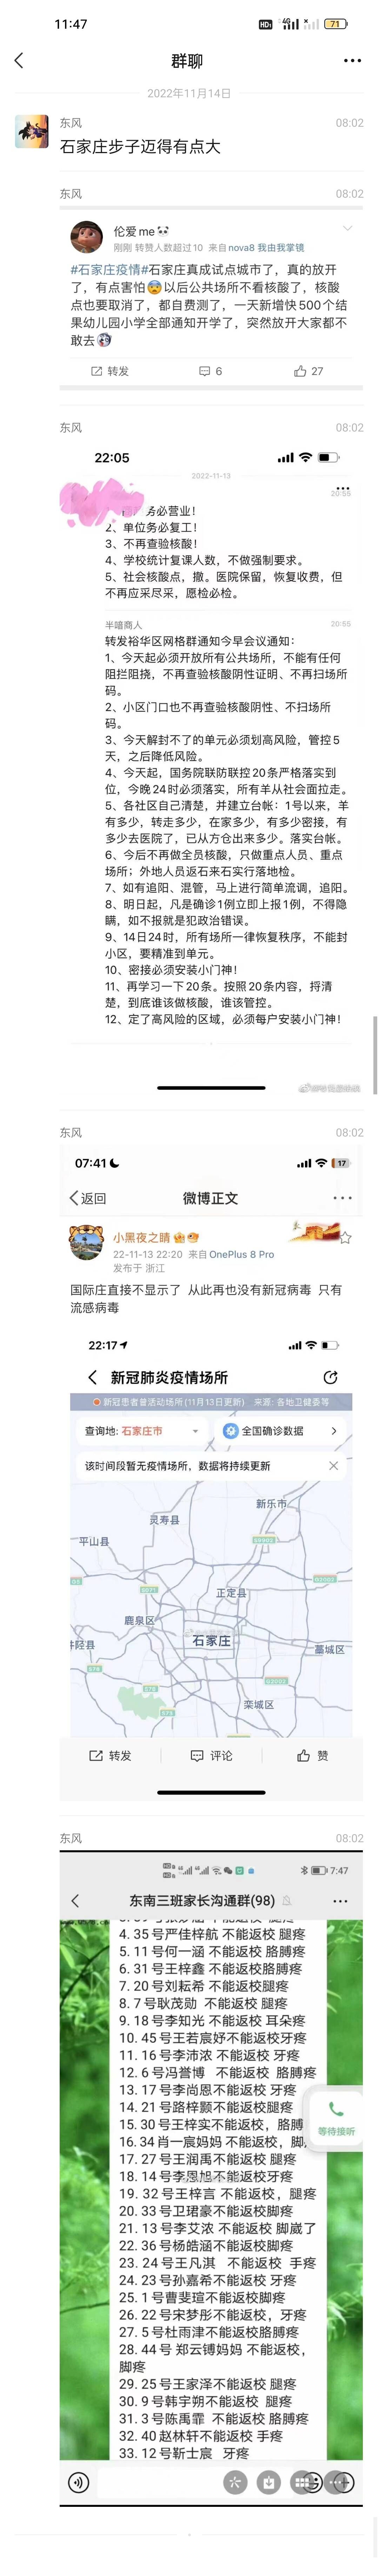 11:47
71
群聊
2022年11月14日
东风
08:02
石家庄步子迈得有点大
东风
08:02
伦爱me
刚刚 转赞人数超过10 来自nova8 我由我掌镜
#石家庄疫情#石家庄真成试点城市了，真的放开
了，有点害怕😨以后公共场所不看核酸了，核酸
点也要取消了，都自费测了，一天新增快500个结
果幼儿园小学全部通知开学了，突然放开大家都不
敢去
转发
6
27
东风
08:02
22:05
2022-11-13
20:55
务必营业！
2、单位务必复工！
3、不再查验核酸！
4、学校统计复课人数，不做强制要求。
5、社会核酸点，撤。医院保留，恢复收费，但
不再应采尽采，愿检必检。
半嘻商人
20:55
转发裕华区网格群通知今早会议通知：
1、今天起必须开放所有公共场所，不能有任何
阻拦阻挠，不再查验核酸阴性证明、不再扫场所
码。
2、小区门口也不再查验核酸阴性、不扫场所
码。
3、今天解封不了的单元必须划高风险，管控5
天，之后降低风险。
4、今天起，国务院联防联控20条严格落实到
位，今晚24时必须落实，所有羊从社会面拉走。
5、各社区自己清楚，并建立台帐：1号以来，羊
有多少，转走多少，在家多少，有多少密接，有
多少去医院了，已从方仓出来多少。落实台帐。
6、今后不再做全员核酸，只做重点人员、重点
场所；外地人员返石来石实行落地检。
7、如有追阳、混管，马上进行简单流调，追阳。
8、明日起，凡是确诊1例立即上报1例，不得隐
瞒，如不报就是犯政治错误。
9、14日24时，所有场所一律恢复秩序，不能封
小区，要精准到单元。
10、密接必须安装小门神！
11、再学习一下20条。按照20条内容，捋清
楚，到底谁该做核酸，谁该管控。
12、定了高风险的区域，必须每户安装小门神！
东风
08:02
07:41
17
返回
微博正文
小黑夜之睛
22-11-13 22:20 来自OnePlus 8 Pro
发布于 浙江
国际庄直接不显示了 从此再也没有新冠病毒 只有
流感病毒
22:17
新冠肺炎疫情场所
新冠患者曾活动场所(11月13日更新) 来源: 各地卫健委等
查询地: 石家庄市
全国确诊数据
该时间段暂无疫情场所，数据将持续更新
新乐市
灵寿县
平山县
正定县
鹿泉区
石家庄
井陉县
藁城区
栾城区
转发
评论
赞
东风
08:02
7:47
东南三班家长沟通群(98)
4. 35号严佳梓航 不能返校 腿疼
5. 11号何一涵 不能返校 胳膊疼
6. 31号王梓鑫 不能返校胳膊疼
7. 20号刘耘希 不能返校腿疼
8. 7号耿茂勋 不能返校 腿疼
9. 18号李知光 不能返校 耳朵疼
10. 45号王若宸妤不能返校牙疼
11. 16号李沛浓 不能返校 腿疼
12. 6号冯誉博 不能返校 胳膊疼
13. 17号李尚恩不能返校 牙疼
14. 21号路梓颢不能返校腿疼
15. 30号王梓实不能返校，胳膊
16. 34肖一宸妈妈 不能返校，脚
17. 27号王润禹 不能返校 腿疼
18. 14号李晨旭不能返校牙疼
19. 32号王梓言 不能返校，腿疼
20. 33号卫珺豪不能返校脚疼
21. 13号李艾浓 不能返校 脚崴了
22. 36号杨皓涵 不能返校脚疼
23. 24号王凡淇 不能返校 手疼
24. 23号孙嘉希不能返校 牙疼
25. 1号曹斐瑄不能返校脚疼
26. 22号宋梦彤不能返校，牙疼
27. 5号杜雨津不能返校胳膊疼
28. 44号 郑云镈妈妈 不能返校，
脚疼
29. 25号王家泽不能返校 腿疼
30. 9号韩宇朔不能返校 腿疼
31. 3号陈禹霏 不能返校 胳膊疼
32. 40赵林轩不能返校 手疼
33. 12号靳士宸 牙疼
等待接听